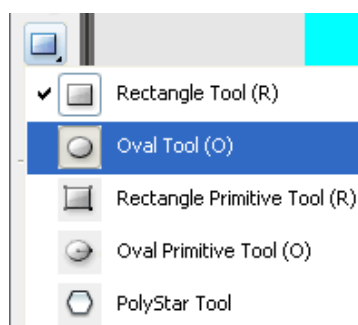 Rectangle Tool (R)
Oval Tool (O)
Rectangle Primitive Tool (R)
Oval Primitive Tool (O)
PolyStar Tool